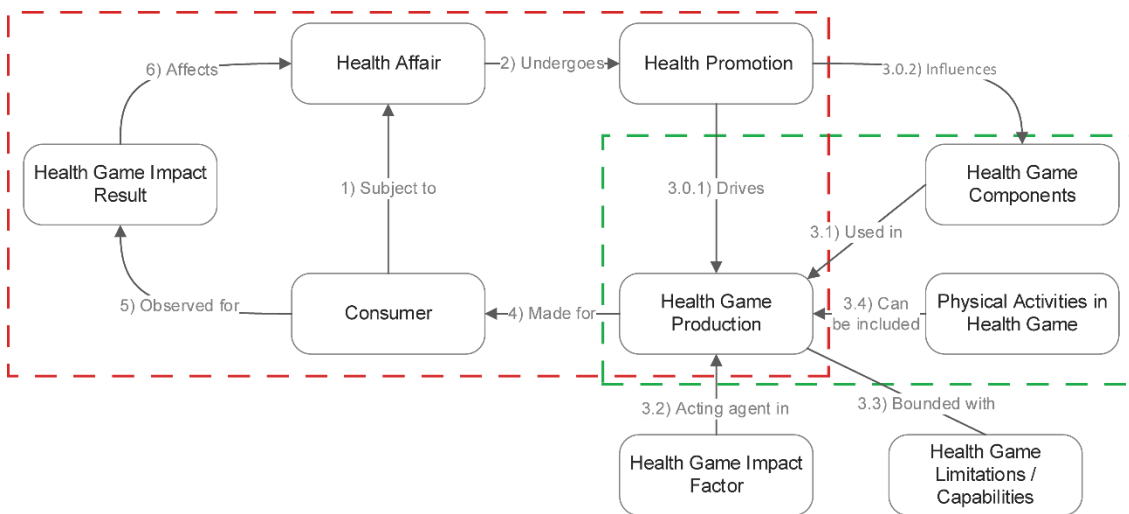 6) Affects
Health Affair
2) Undergoes
Health Promotion
3.0.2) Influences
Health Game Impact
Result
1) Subject to
3.0.1) Drives
Health Game
Components
3.1) Used in
5) Observed for
Consumer
4) Made for
Health Game
Production
3.4) Can
be included
Physical Activities in
Health Game
3.2) Acting agent in
3.3) Bounded with
Health Game Impact
Factor
Health Game
Limitations /
Capabilities